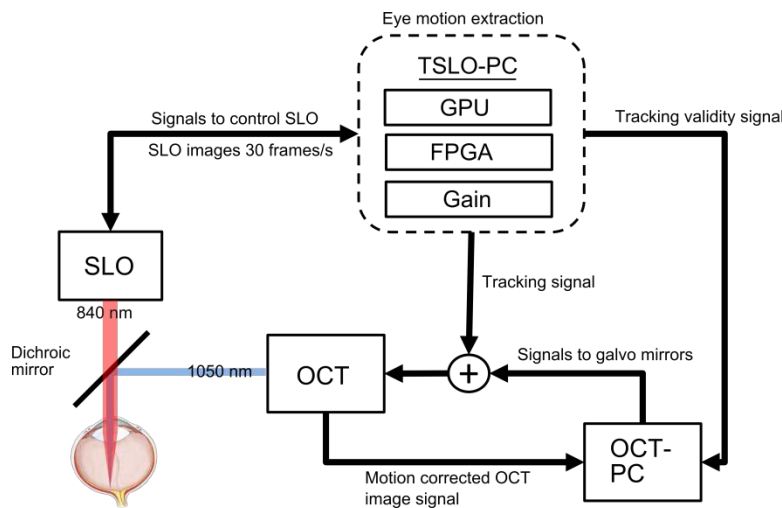 Eye motion extraction
TSLO-PC
GPU
FPGA
Gain
Signals to control SLO
SLO images 30 frames/s
Tracking validity signal
SLO
840 nm
Tracking signal
Dichroic
mirror
1050 nm
OCT
+
Signals to galvo mirrors
OCT-
PC
Motion corrected OCT
image signal